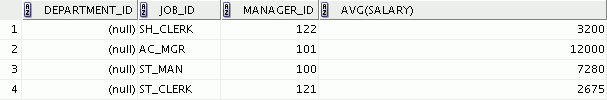 DEPARTMENT_ID JOB_ID MANAGER_ID AVG(SALARY)
1 (null) SH_CLERK 122 3200
2 (null) AC_MGR 101 12000
3 (null) ST_MAN 100 7280
4 (null) ST_CLERK 121 2675